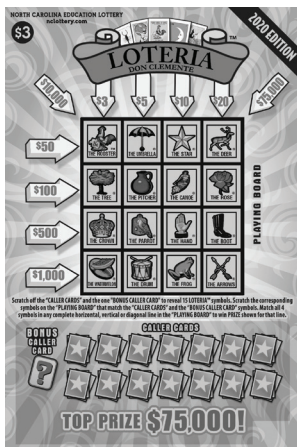 NORTH CAROLINA EDUCATION LOTTERY
nclottery.com
$3
2020 EDITION
LOTERIA™
DON CLEMENTE
$10,000
$3
$5
$10
$20
$75,000
$50
THE ROOSTER
THE UMBRELLA
THE STAR
THE DEER
$100
THE TREE
THE PITCHER
THE CANOE
THE ROSE
$500
THE CROWN
THE PARROT
THE HAND
THE BOOT
$1,000
THE WATERMELON
THE DRUM
THE FROG
THE ARROWS
PLAYING BOARD
Scratch off the "CALLER CARDS" and the one "BONUS CALLER CARD" to reveal 15 LOTERIA™ symbols. Scratch the corresponding
symbols on the "PLAYING BOARD" that match the "CALLER CARDS" and the "BONUS CALLER CARD" symbols. Match all 4
symbols in any complete horizontal, vertical or diagonal line in the "PLAYING BOARD" to win PRIZE shown for that line.
BONUS
CALLER
CARD
?
CALLER CARDS
TOP PRIZE $75,000!